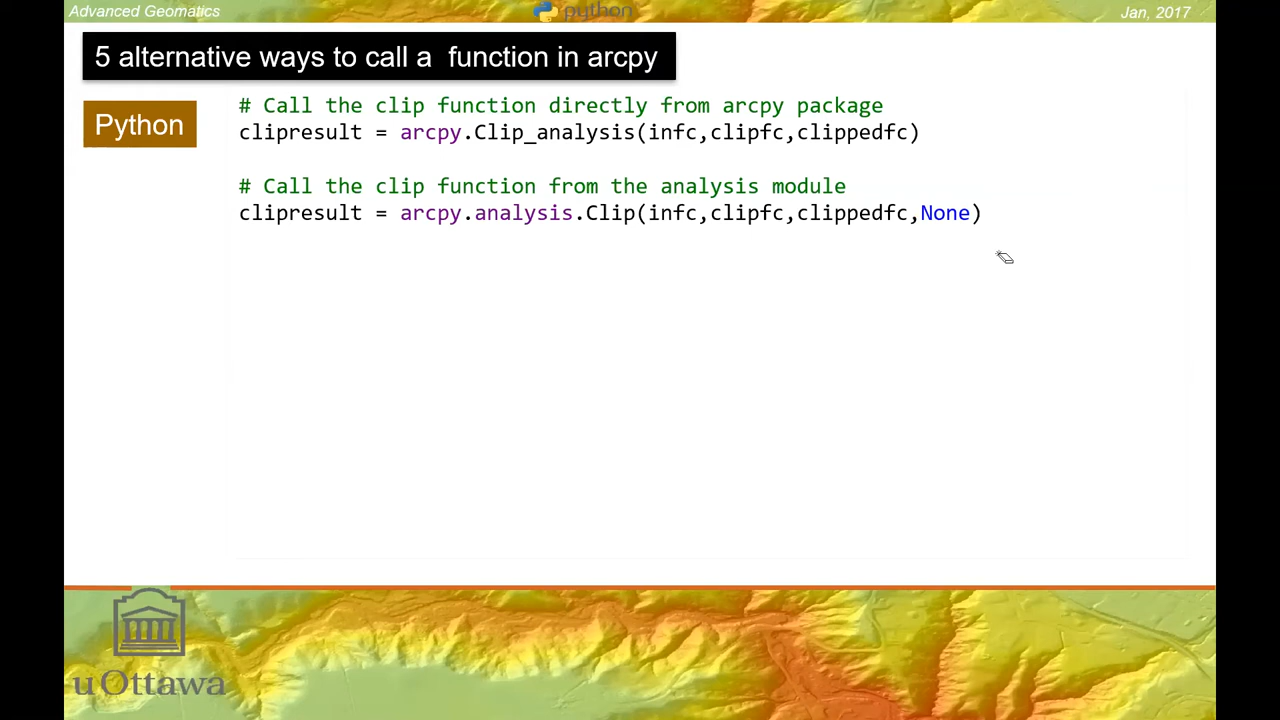 Advanced Geomatics
python
Jan, 2017
5 alternative ways to call a  function in arcpy
Python
# Call the clip function directly from arcpy package
clipresult = arcpy.Clip_analysis(infc,clipfc,clippedfc)
# Call the clip function from the analysis module
clipresult = arcpy.analysis.Clip(infc,clipfc,clippedfc,None)
uOttawa